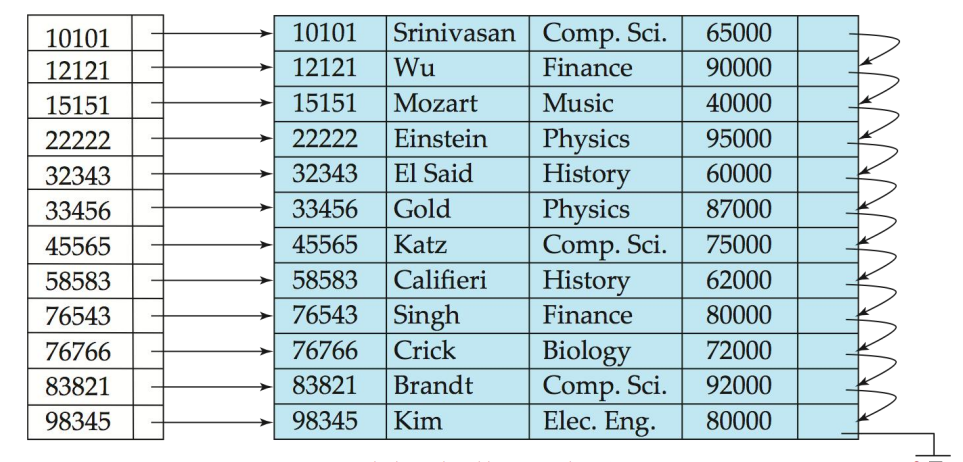 10101 10101 Srinivasan Comp. Sci. 65000
12121 12121 Wu Finance 90000
15151 15151 Mozart Music 40000
22222 22222 Einstein Physics 95000
32343 32343 El Said History 60000
33456 33456 Gold Physics 87000
45565 45565 Katz Comp. Sci. 75000
58583 58583 Califieri History 62000
76543 76543 Singh Finance 80000
76766 76766 Crick Biology 72000
83821 83821 Brandt Comp. Sci. 92000
98345 98345 Kim Elec. Eng. 80000